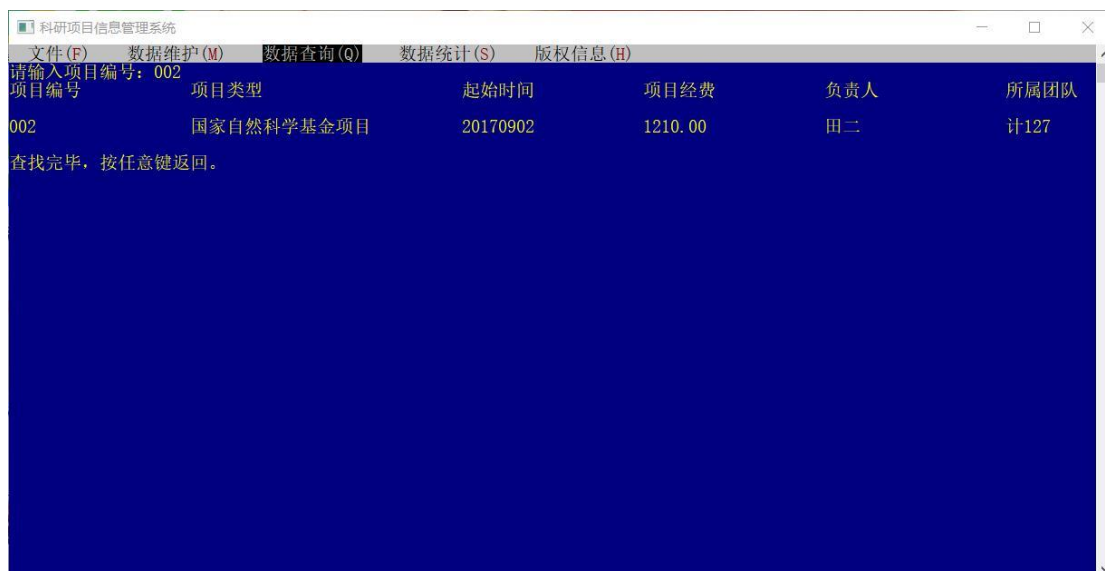 科研项目信息管理系统
文件(F) 数据维护(M) 数据查询(Q) 数据统计(S) 版权信息(H)
请输入项目编号：002
项目编号 项目类型 起始时间 项目经费 负责人 所属团队
002 国家自然科学基金项目 20170902 1210.00 田二 计127
查找完毕，按任意键返回。